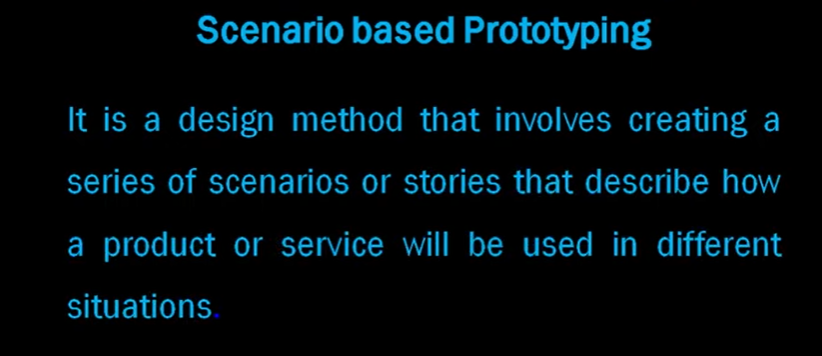 Scenario based Prototyping
It is a design method that involves creating a
series of scenarios or stories that describe how
a product or service will be used in different
situations.